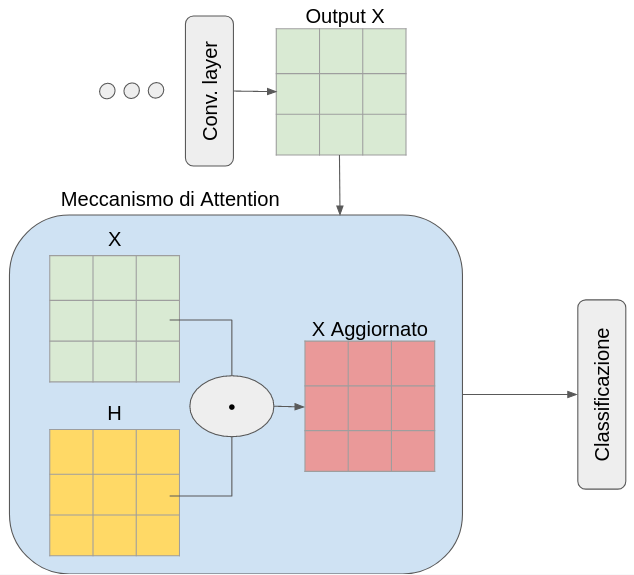 Output X
Conv. layer
Meccanismo di Attention
X
X Aggiornato
H
Classificazione